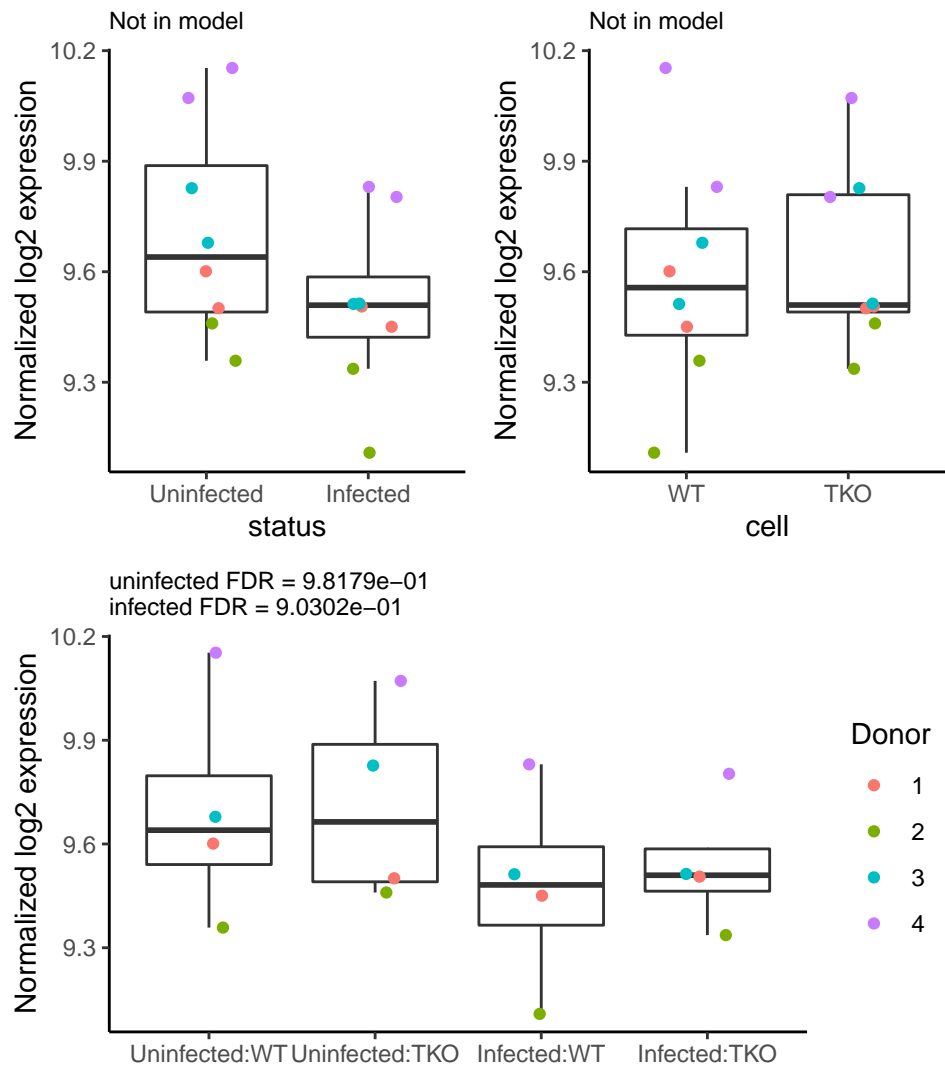 Not in model
Normalized log2 expression
10.2
9.9
9.6
9.3
Uninfected Infected
status
Not in model
Normalized log2 expression
10.2
9.9
9.6
9.3
WT TKO
cell
uninfected FDR = 9.8179e−01
infected FDR = 9.0302e−01
Normalized log2 expression
10.2
9.9
9.6
9.3
Uninfected:WT Uninfected:TKO Infected:WT Infected:TKO
Donor
1
2
3
4